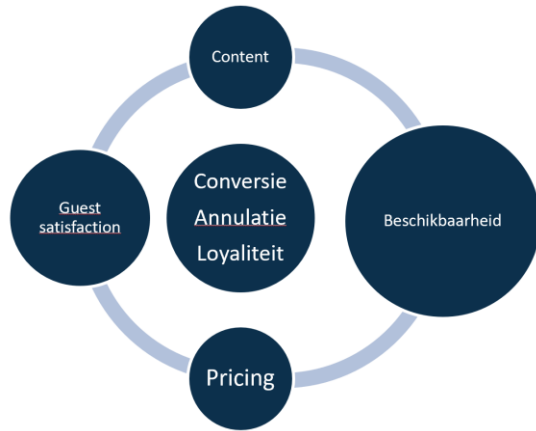 Content
Guest
satisfaction
Conversie
Annulatie
Loyaliteit
Beschikbaarheid
Pricing